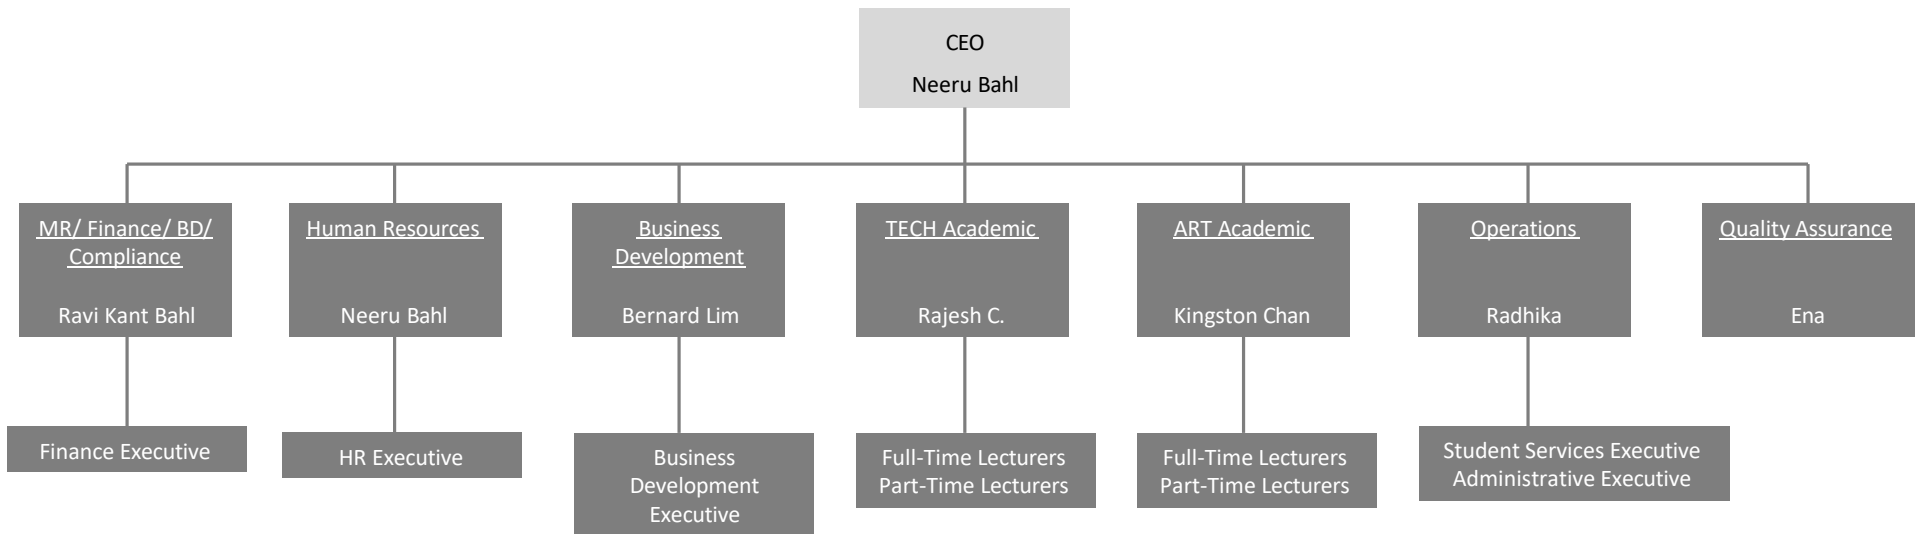 CEO
Neeru Bahl
MR/ Finance/ BD/
Compliance
Ravi Kant Bahl
Human Resources
Neeru Bahl
Business
Development
Bernard Lim
TECH Academic
Rajesh C.
ART Academic
Kingston Chan
Operations
Radhika
Quality Assurance
Ena
Finance Executive
HR Executive
Business
Development
Executive
Full-Time Lecturers
Part-Time Lecturers
Full-Time Lecturers
Part-Time Lecturers
Student Services Executive
Administrative Executive